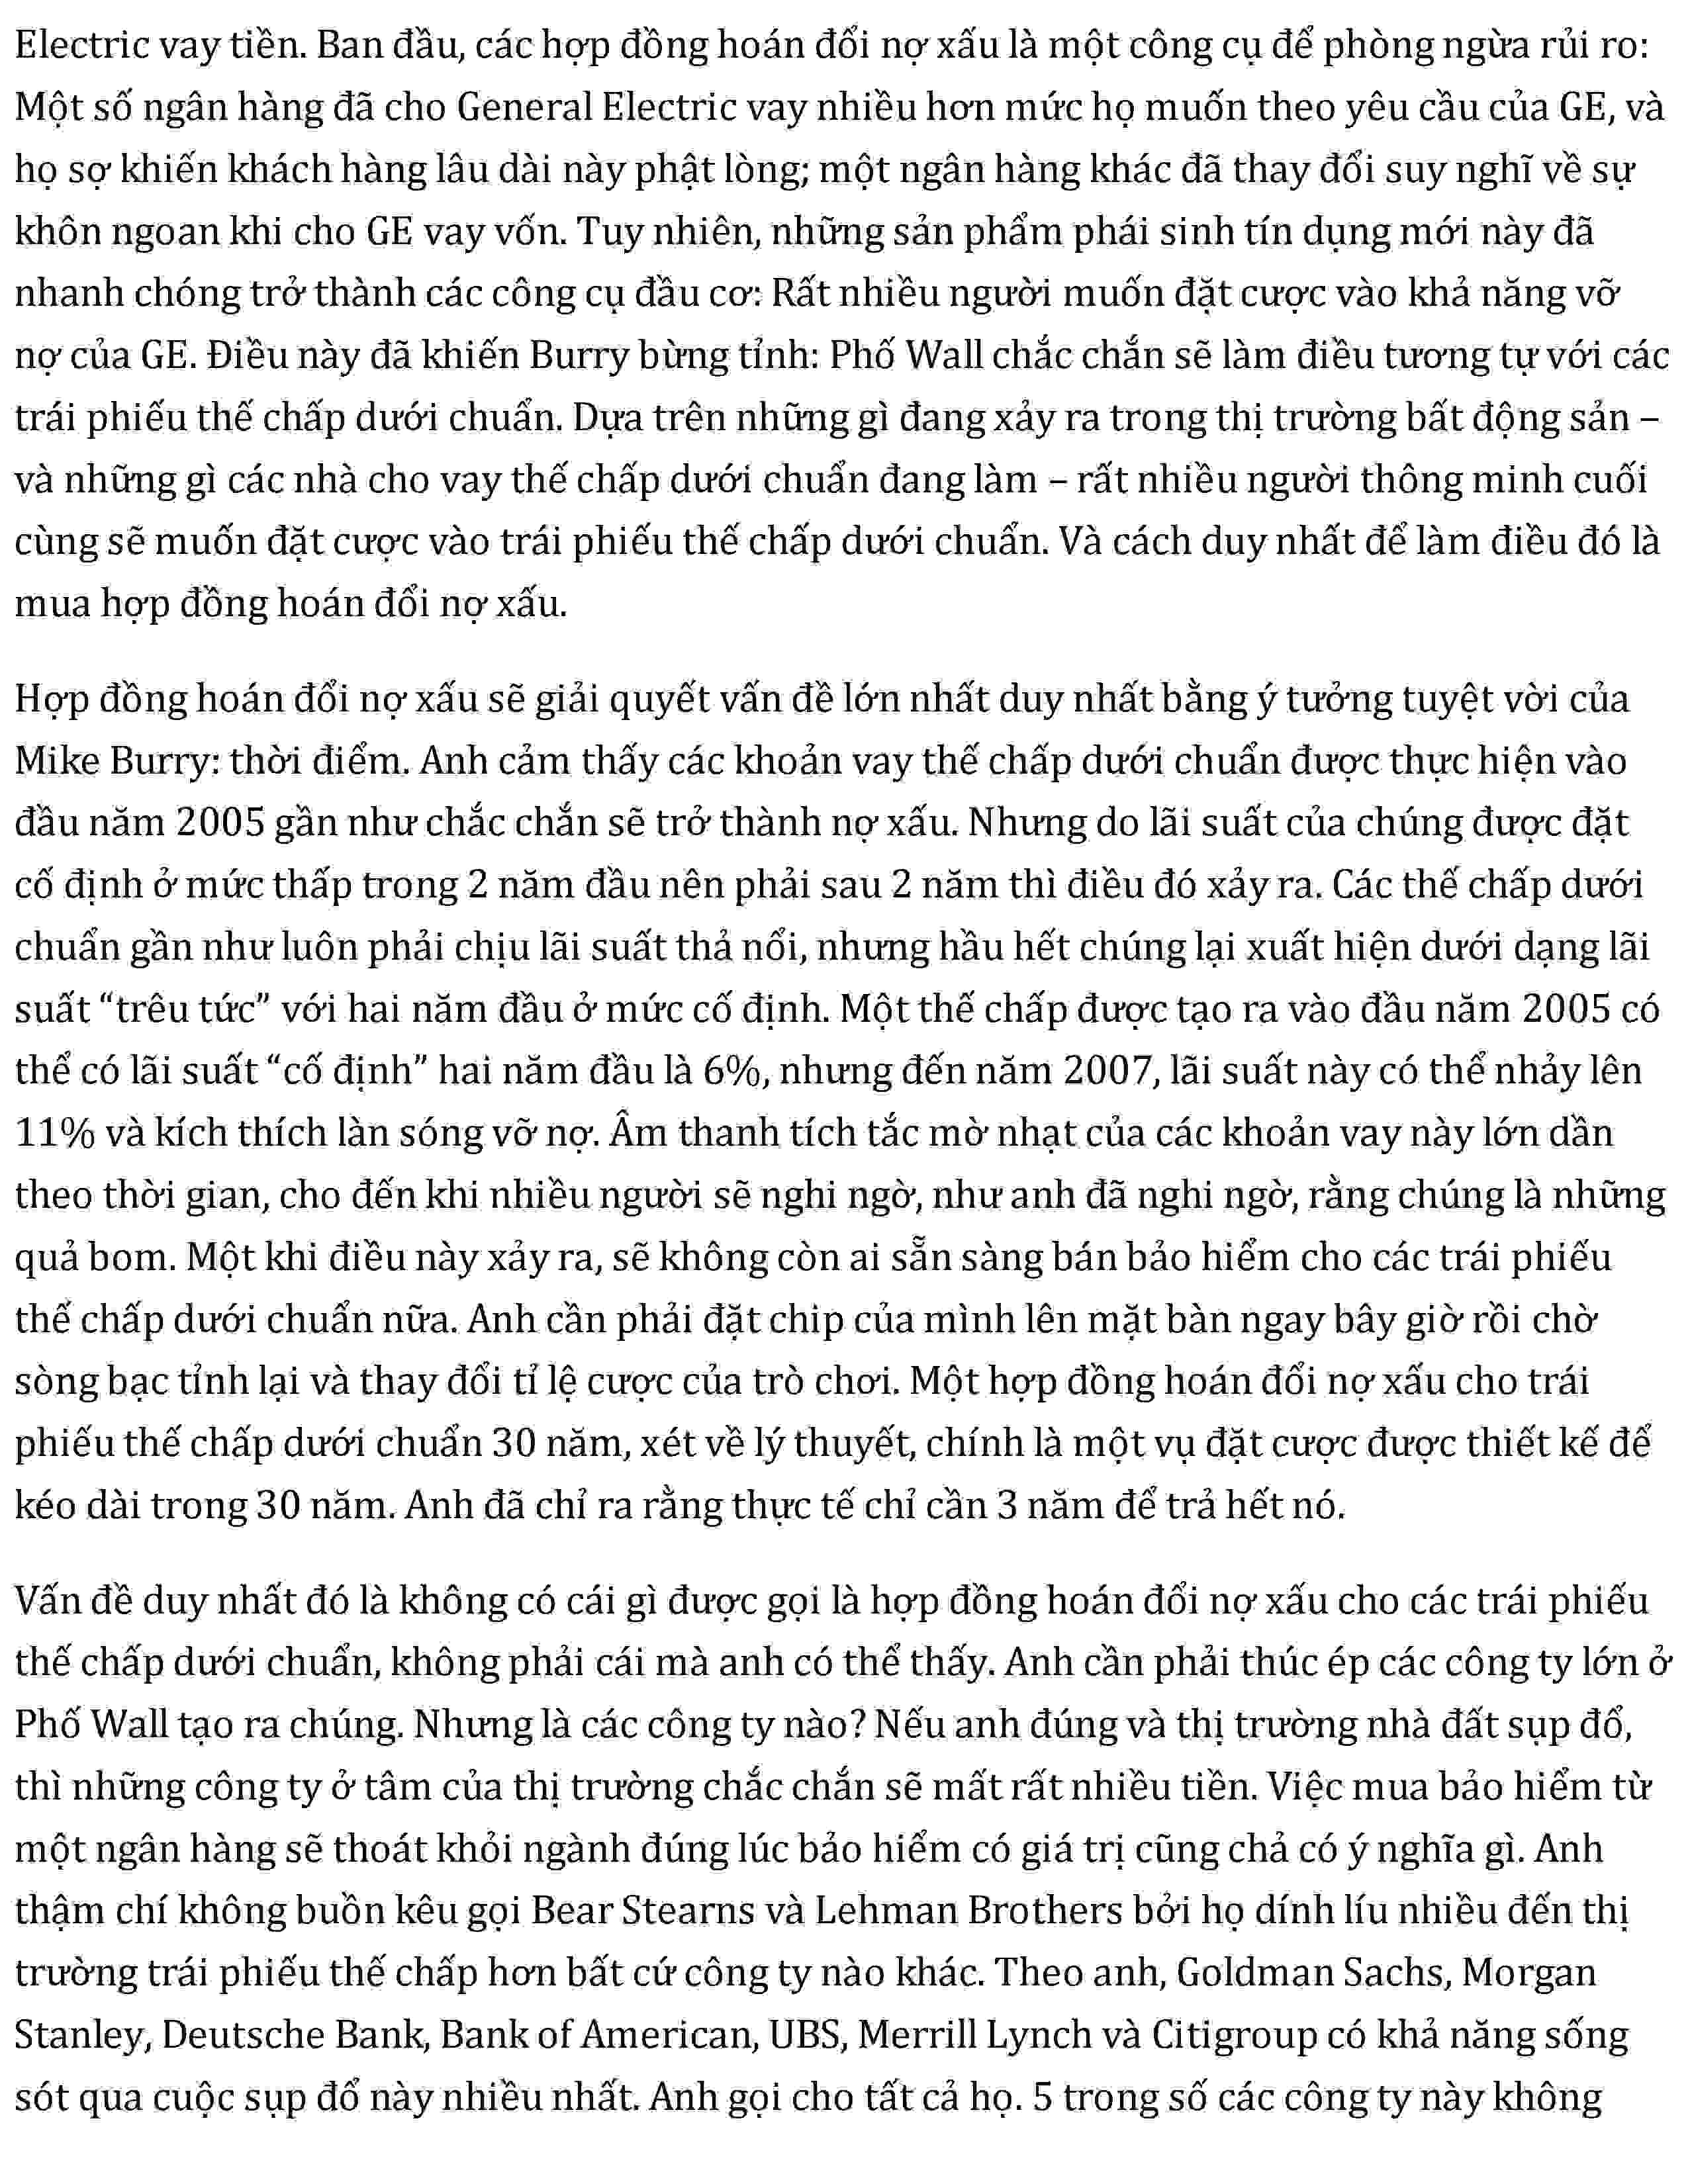 Electric vay tiền. Ban đầu, các hợp đồng hoán đổi nợ xấu là một công cụ để phòng ngừa rủi ro:
Một số ngân hàng đã cho General Electric vay nhiều hơn mức họ muốn theo yêu cầu của GE, và
họ sợ khiến khách hàng lâu dài này phật lòng; một ngân hàng khác đã thay đổi suy nghĩ về sự
khôn ngoan khi cho GE vay vốn. Tuy nhiên, những sản phẩm phái sinh tín dụng mới này đã
nhanh chóng trở thành các công cụ đầu cơ: Rất nhiều người muốn đặt cược vào khả năng vỡ
nợ của GE. Điều này đã khiến Burry bừng tỉnh: Phố Wall chắc chắn sẽ làm điều tương tự với các
trái phiếu thế chấp dưới chuẩn. Dựa trên những gì đang xảy ra trong thị trường bất động sản –
và những gì các nhà cho vay thế chấp dưới chuẩn đang làm – rất nhiều người thông minh cuối
cùng sẽ muốn đặt cược vào trái phiếu thế chấp dưới chuẩn. Và cách duy nhất để làm điều đó là
mua hợp đồng hoán đổi nợ xấu.
Hợp đồng hoán đổi nợ xấu sẽ giải quyết vấn đề lớn nhất duy nhất bằng ý tưởng tuyệt vời của
Mike Burry: thời điểm. Anh cảm thấy các khoản vay thế chấp dưới chuẩn được thực hiện vào
đầu năm 2005 gần như chắc chắn sẽ trở thành nợ xấu. Nhưng do lãi suất của chúng được đặt
cố định ở mức thấp trong 2 năm đầu nên phải sau 2 năm thì điều đó xảy ra. Các thế chấp dưới
chuẩn gần như luôn phải chịu lãi suất thả nổi, nhưng hầu hết chúng lại xuất hiện dưới dạng lãi
suất “trêu tức” với hai năm đầu ở mức cố định. Một thế chấp được tạo ra vào đầu năm 2005 có
thể có lãi suất “cố định” hai năm đầu là 6%, nhưng đến năm 2007, lãi suất này có thể nhảy lên
11% và kích thích làn sóng vỡ nợ. Âm thanh tích tắc mờ nhạt của các khoản vay này lớn dần
theo thời gian, cho đến khi nhiều người sẽ nghi ngờ, như anh đã nghi ngờ, rằng chúng là những
quả bom. Một khi điều này xảy ra, sẽ không còn ai sẵn sàng bán bảo hiểm cho các trái phiếu
thế chấp dưới chuẩn nữa. Anh cần phải đặt chip của mình lên mặt bàn ngay bây giờ rồi chờ
sòng bạc tỉnh lại và thay đổi tỉ lệ cược của trò chơi. Một hợp đồng hoán đổi nợ xấu cho trái
phiếu thế chấp dưới chuẩn 30 năm, xét về lý thuyết, chính là một vụ đặt cược được thiết kế để
kéo dài trong 30 năm. Anh đã chỉ ra rằng thực tế chỉ cần 3 năm để trả hết nó.
Vấn đề duy nhất đó là không có cái gì được gọi là hợp đồng hoán đổi nợ xấu cho các trái phiếu
thế chấp dưới chuẩn, không phải cái mà anh có thể thấy. Anh cần phải thúc ép các công ty lớn ở
Phố Wall tạo ra chúng. Nhưng là các công ty nào? Nếu anh đúng và thị trường nhà đất sụp đổ,
thì những công ty ở tâm của thị trường chắc chắn sẽ mất rất nhiều tiền. Việc mua bảo hiểm từ
một ngân hàng sẽ thoát khỏi ngành đúng lúc bảo hiểm có giá trị cũng chả có ý nghĩa gì. Anh
thậm chí không buồn kêu gọi Bear Stearns và Lehman Brothers bởi họ dính líu nhiều đến thị
trường trái phiếu thế chấp hơn bất cứ công ty nào khác. Theo anh, Goldman Sachs, Morgan
Stanley, Deutsche Bank, Bank of American, UBS, Merrill Lynch và Citigroup có khả năng sống
sót qua cuộc sụp đổ này nhiều nhất. Anh gọi cho tất cả họ. 5 trong số các công ty này không